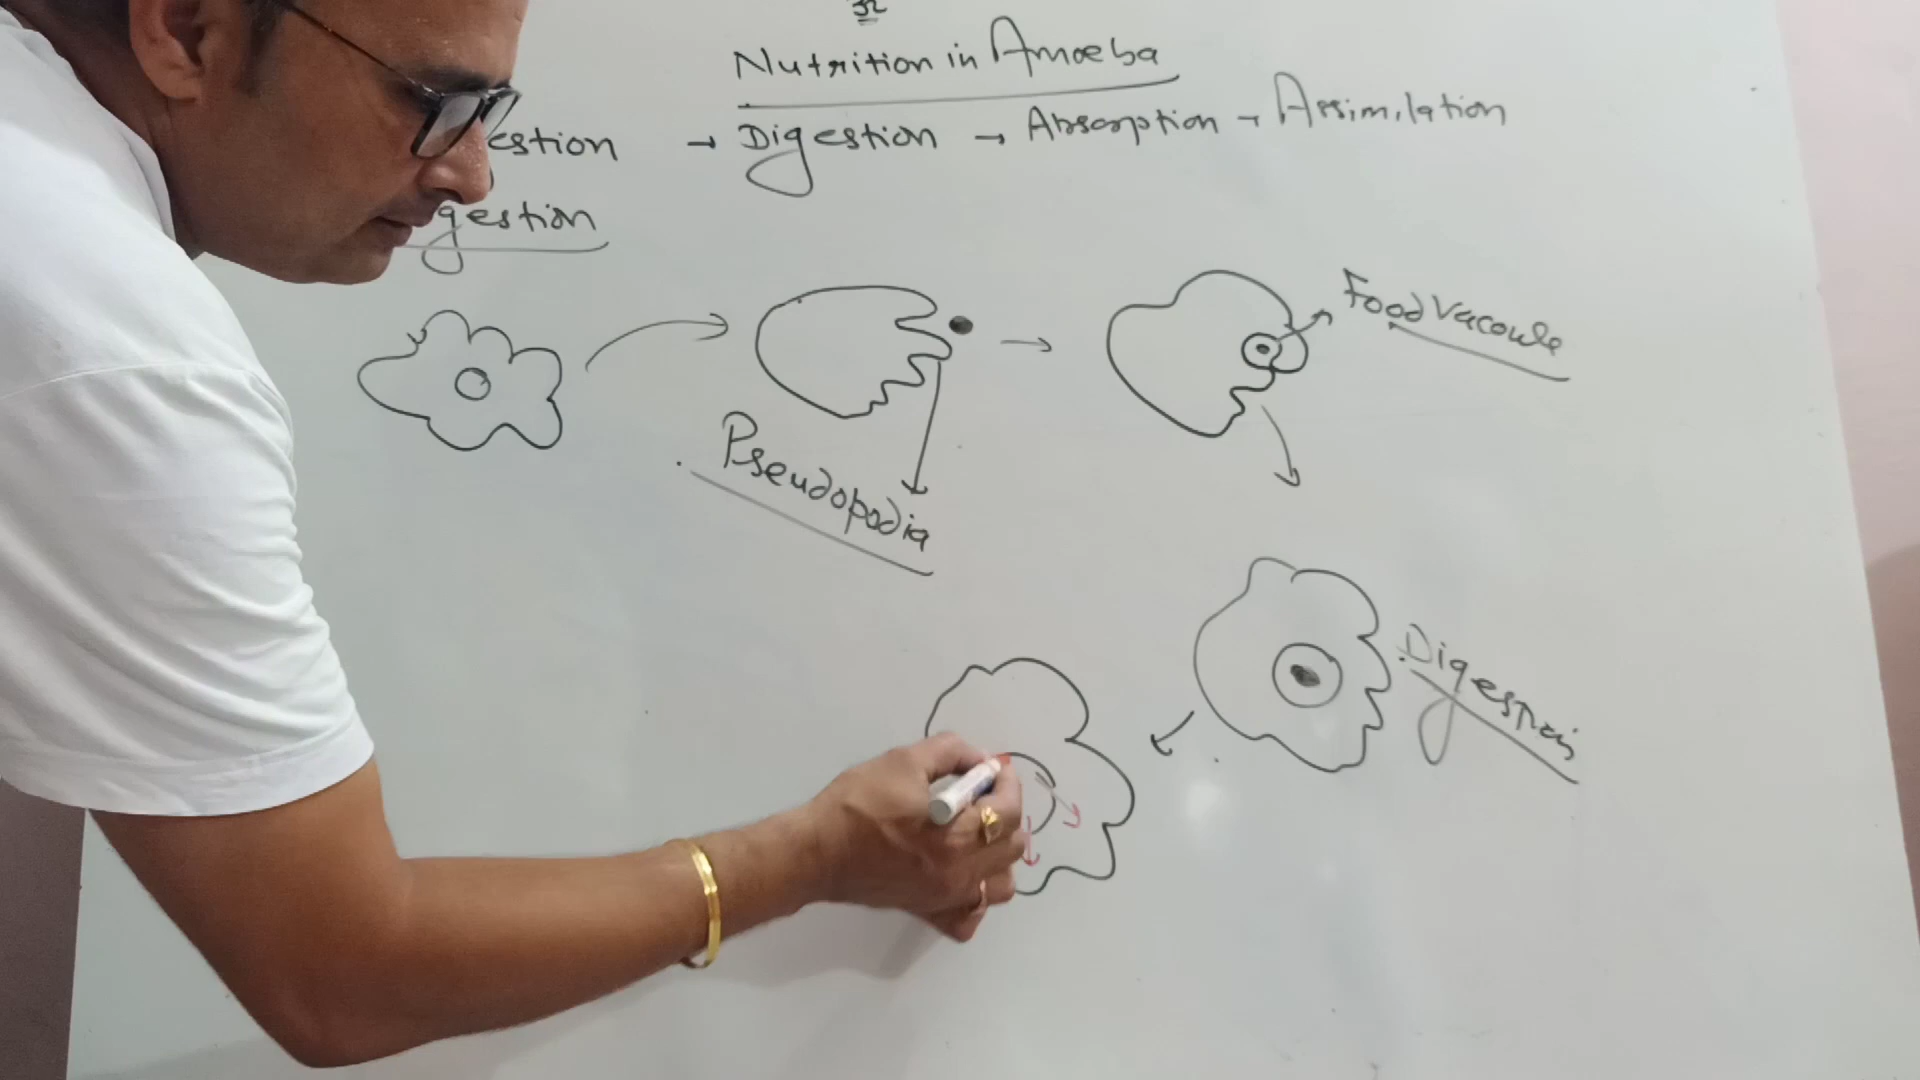 Nutrition in Amoeba
estion → Digestion → Absorption → Assimilation
gestion
Food Vacoule
Pseudopodia
Digestion